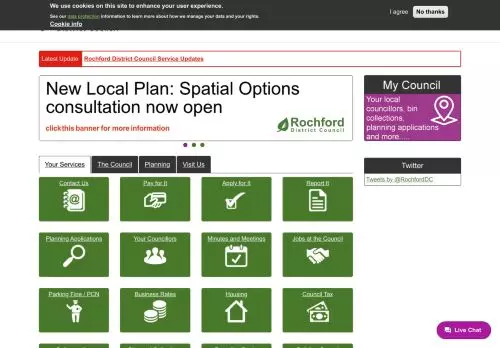 We use cookies on this site to enhance your user experience.
See our data protection information to learn more about how we manage your data and your rights.
Cookie info
I agree
No thanks
District Council
Latest Update
Rochford District Council Service Updates
New Local Plan: Spatial Options
consultation now open
click this banner for more information
Rochford
District Council
My Council
Your local
councillors, bin
collections,
planning applications
and more.....
Twitter
Tweets by @RochfordDC
Your Services
The Council
Planning
Visit Us
Contact Us
Pay for It
Apply for It
Report It
Planning Applications
Your Councillors
Minutes and Meetings
Jobs at the Council
Parking Fine / PCN
Business Rates
Housing
Council Tax
Live Chat